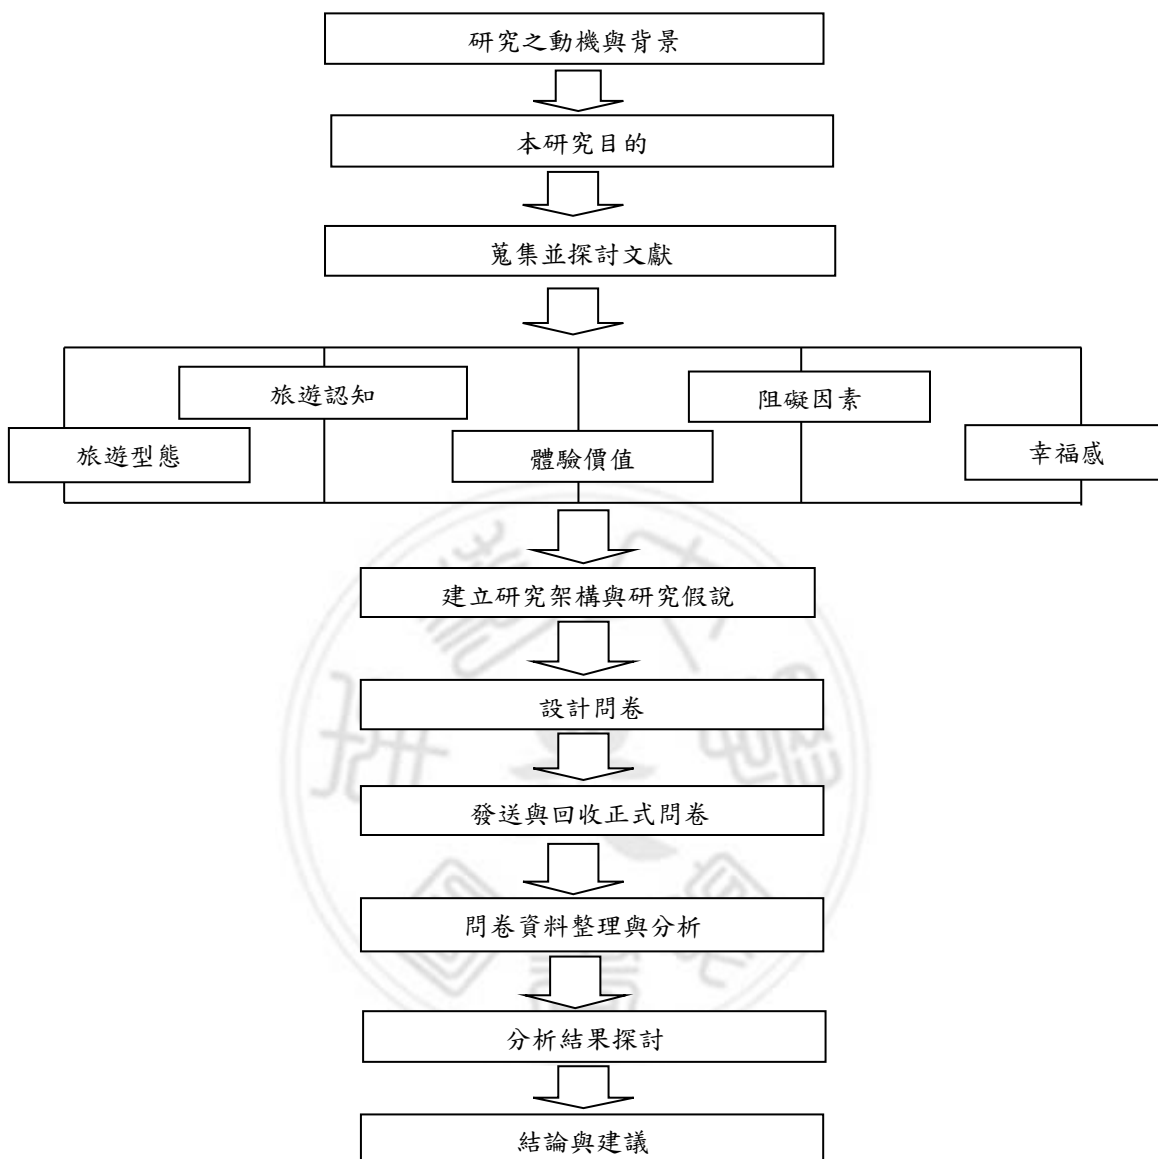 研究之動機與背景
本研究目的
蒐集並探討文獻
旅遊認知
阻礙因素
旅遊型態
體驗價值
幸福感
建立研究架構與研究假說
設計問卷
發送與回收正式問卷
問卷資料整理與分析
分析結果探討
結論與建議